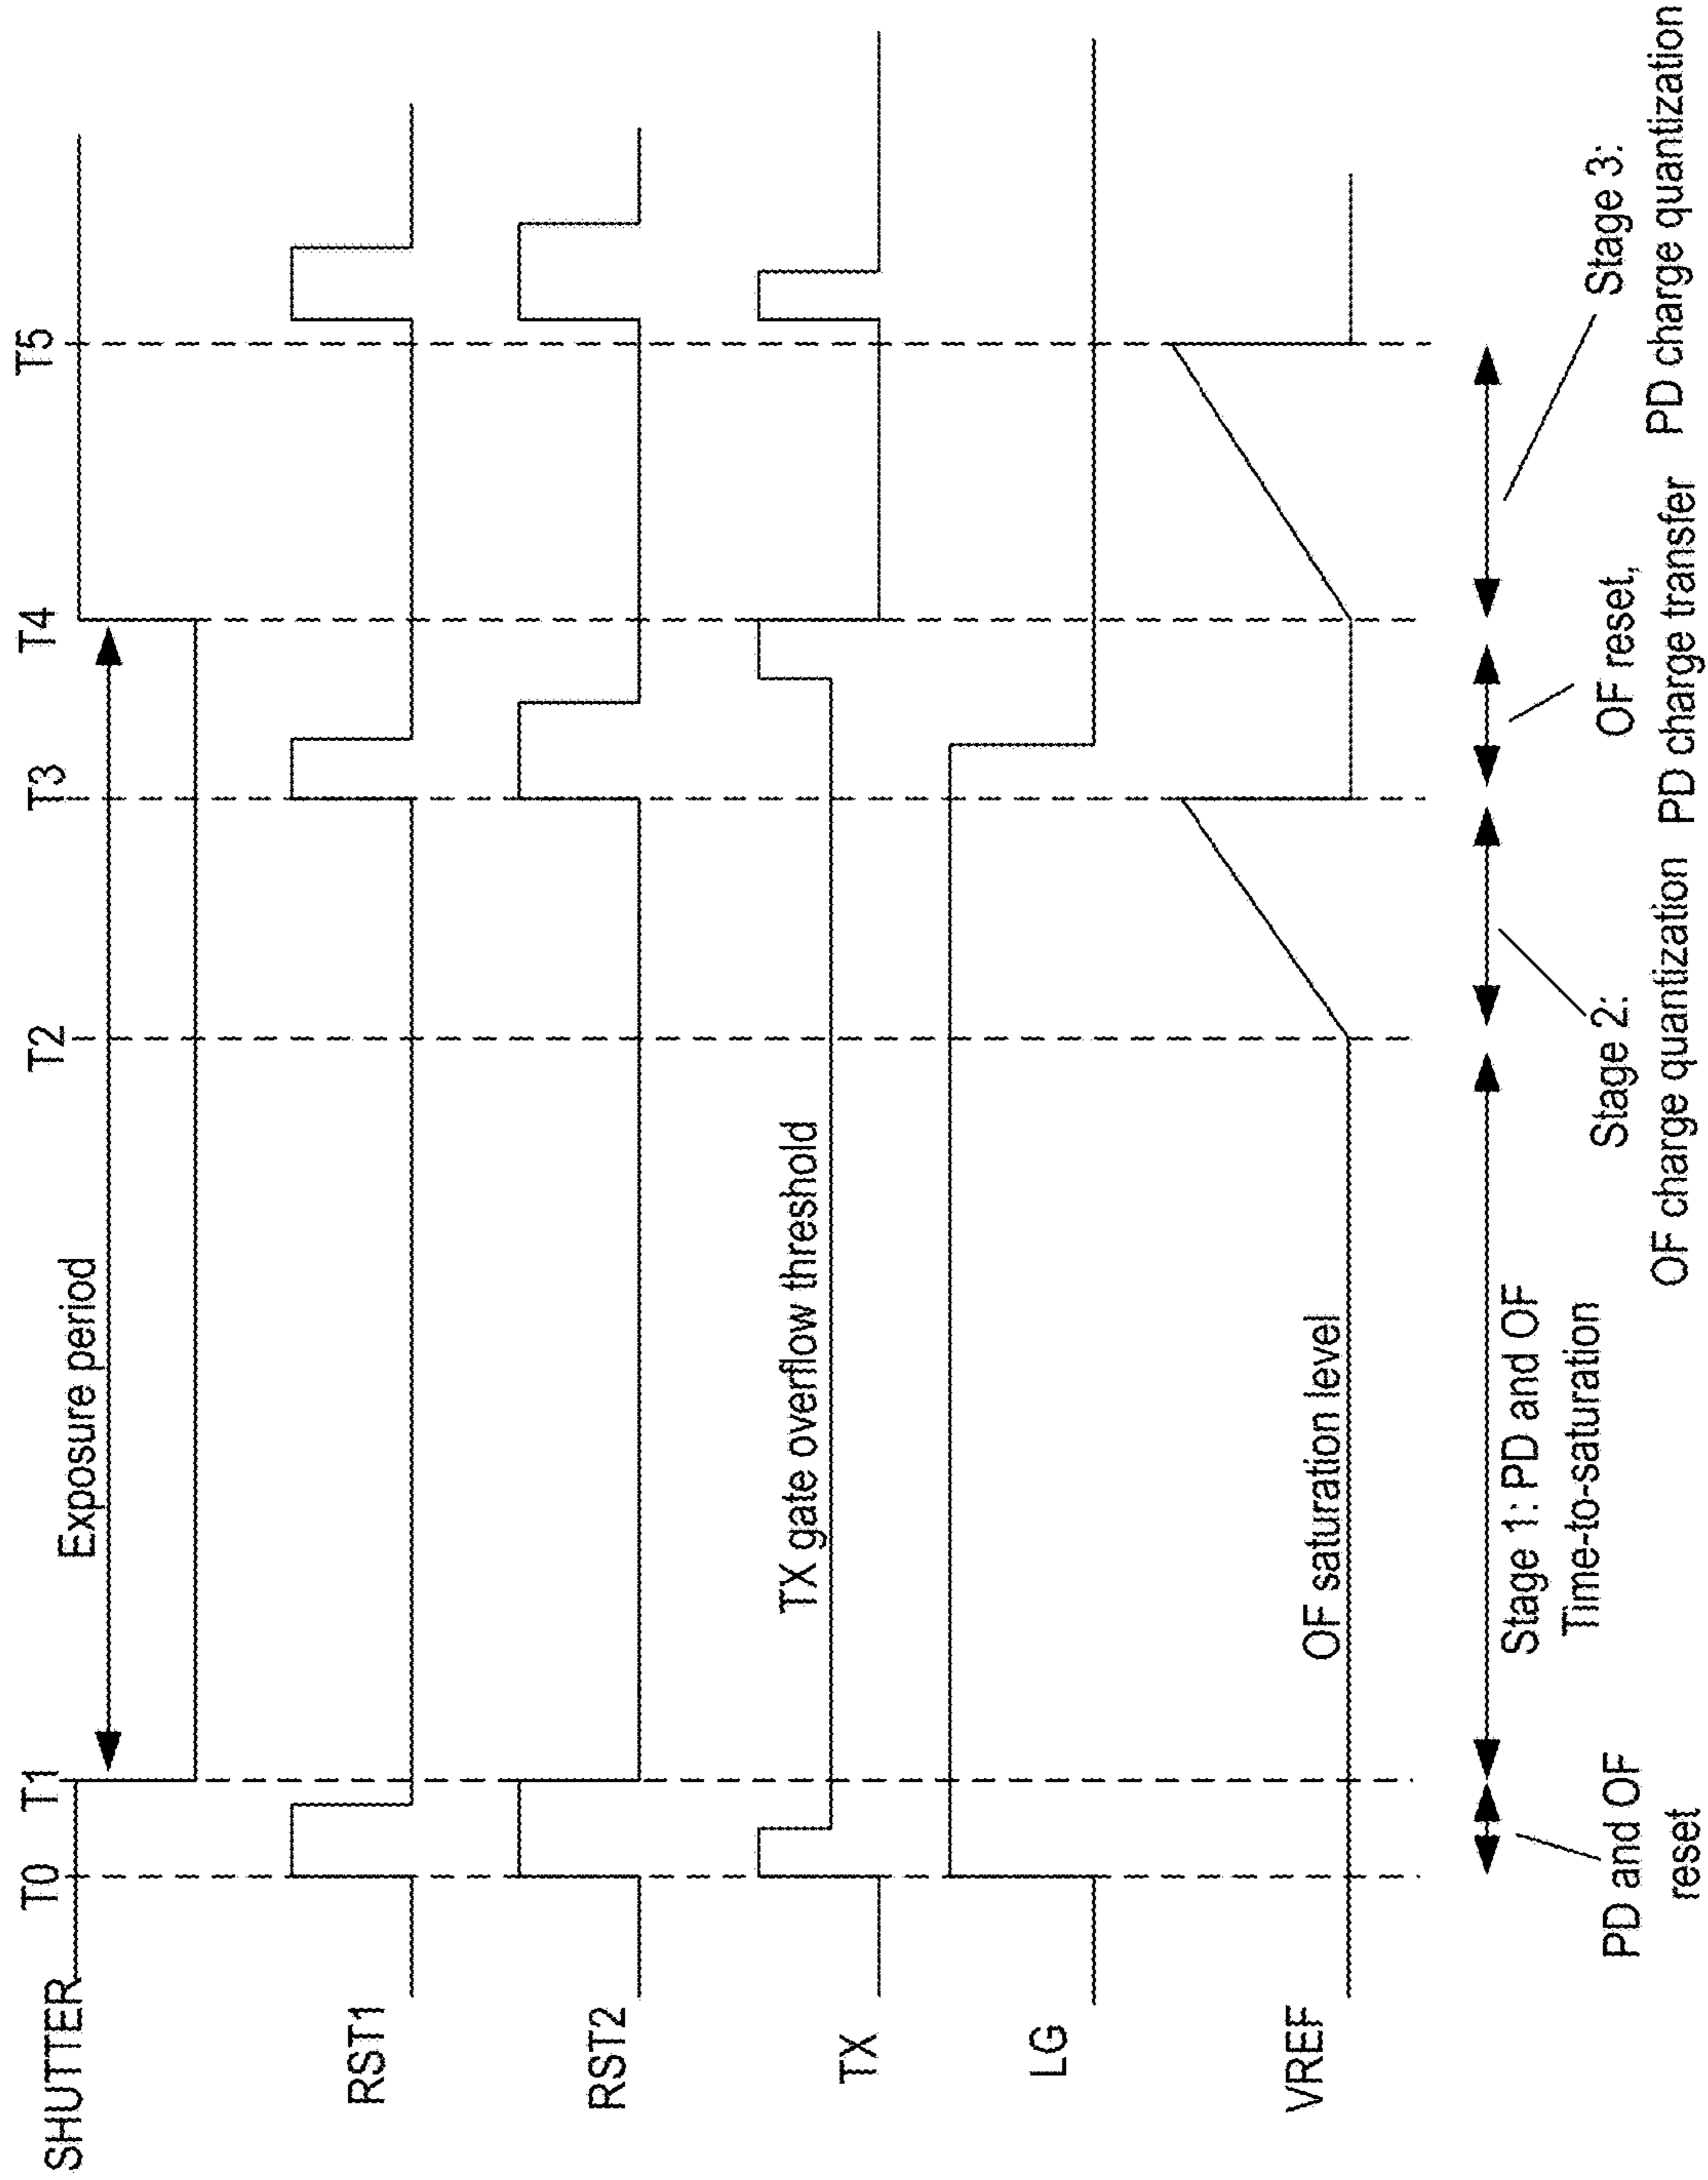 T0
T1
T2
T3
T4
T5
SHUTTER
Exposure period
RST1
RST2
TX gate overflow threshold
TX
LG
OF saturation level
VREF
PD and OF
reset
Stage 1: PD and OF
Time-to-saturation
Stage 2:
OF charge quantization
OF reset,
PD charge transfer
Stage 3:
PD charge quantization